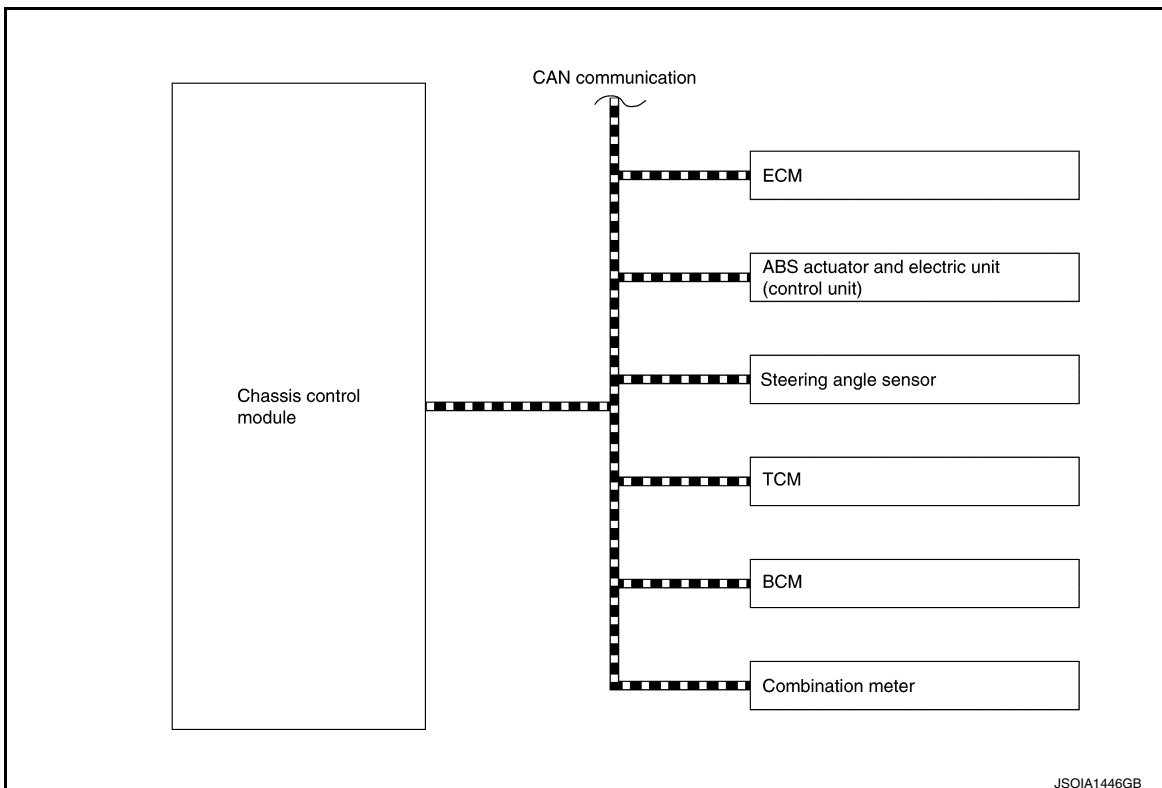 CAN communication
ECM
ABS actuator and electric unit
(control unit)
Steering angle sensor
Chassis control
module
TCM
BCM
Combination meter
JSOIA1446GB